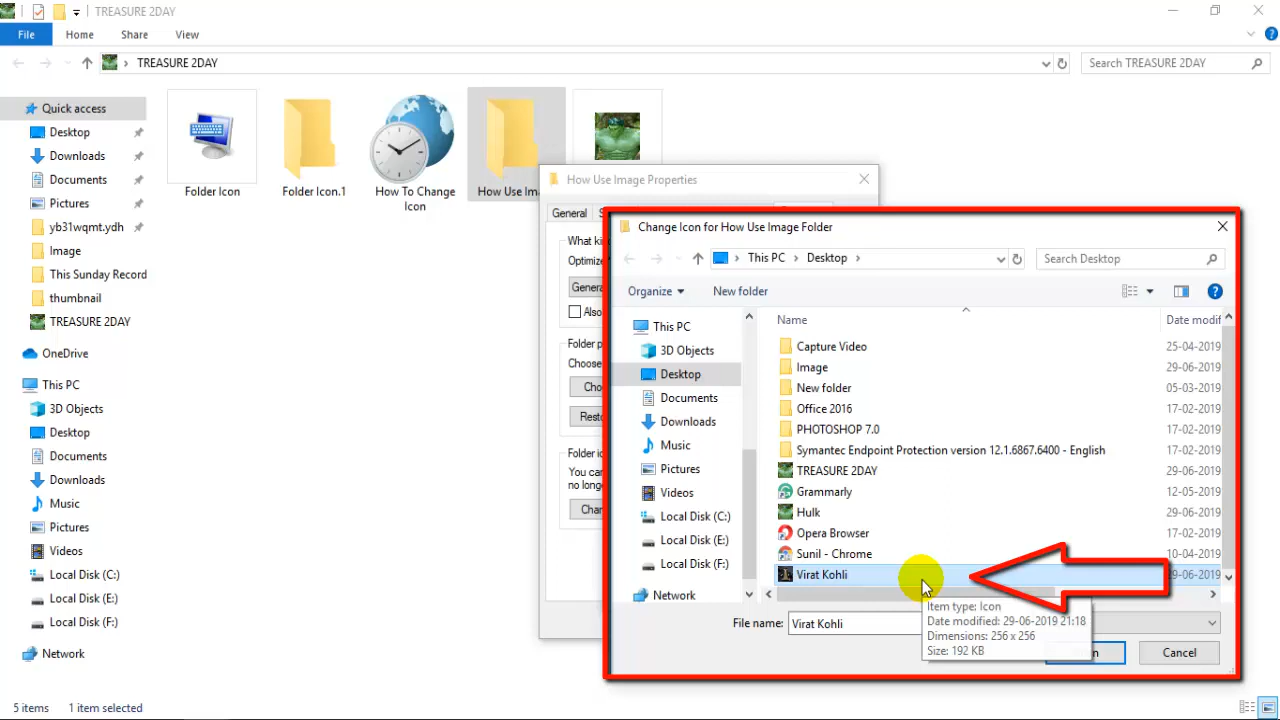 TREASURE 2DAY
File
Home
Share
View
TREASURE 2DAY
Search TREASURE 2DAY
Quick access
Desktop
Downloads
Documents
Pictures
yb31wqmt.ydh
Image
This Sunday Record
thumbnail
TREASURE 2DAY
OneDrive
This PC
3D Objects
Desktop
Documents
Downloads
Music
Pictures
Videos
Local Disk (C:)
Local Disk (E:)
Local Disk (F:)
Network
Folder Icon
Folder Icon.1
How To Change
Icon
How Use Im
How Use Image Properties
General
S
What kin
Optimize
Genera
Also
Folder p
Choose
Cho
Resto
Folder ic
You can
no longe
Chan
Change Icon for How Use Image Folder
This PC
Desktop
Search Desktop
Organize
New folder
This PC
3D Objects
Desktop
Documents
Downloads
Music
Pictures
Videos
Local Disk (C:)
Local Disk (E:)
Local Disk (F:)
Network
Name
Date modif
Capture Video 25-04-2019
Image 29-06-2019
New folder 05-03-2019
Office 2016 17-02-2019
PHOTOSHOP 7.0 17-02-2019
Symantec Endpoint Protection version 12.1.6867.6400 - English 17-02-2019
TREASURE 2DAY 29-06-2019
Grammarly 12-05-2019
Hulk 29-06-2019
Opera Browser 17-02-2019
Sunil - Chrome 10-04-2019
Virat Kohli 29-06-2019
Item type: Icon
Date modified: 29-06-2019 21:18
Dimensions: 256 x 256
Size: 192 KB
File name:
Virat Kohli
Cancel
5 items
1 item selected